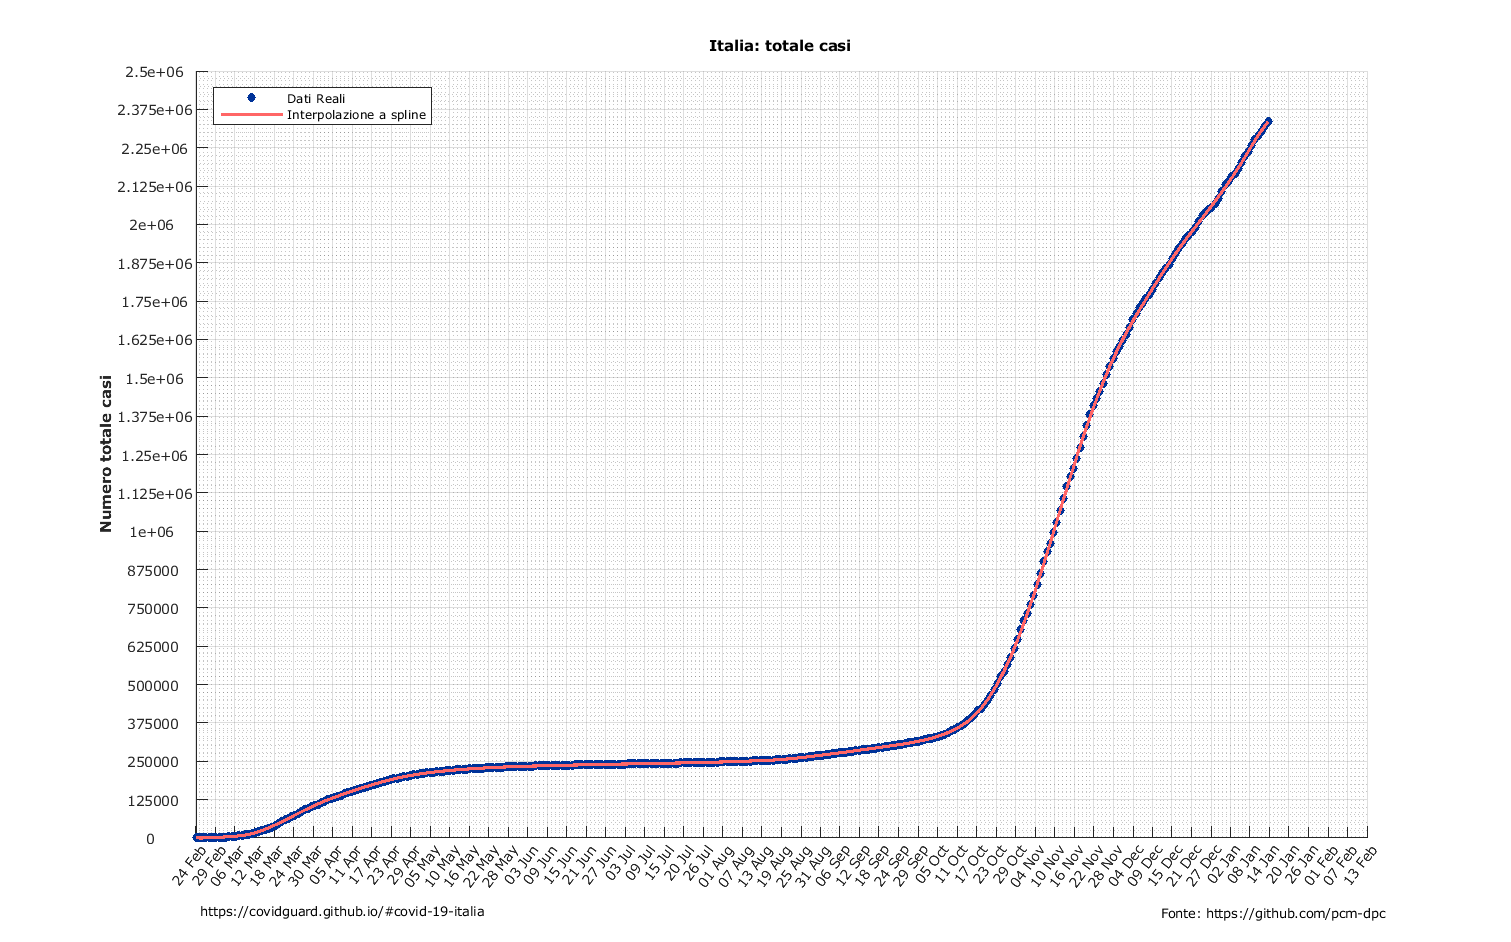 Italia: totale casi
Dati Reali
Interpolazione a spline
Numero totale casi
2.5e+06
2.375e+06
2.25e+06
2.125e+06
2e+06
1.875e+06
1.75e+06
1.625e+06
1.5e+06
1.375e+06
1.25e+06
1.125e+06
1e+06
875000
750000
625000
500000
375000
250000
125000
0
24 Feb
29 Feb
06 Mar
12 Mar
18 Mar
24 Mar
30 Mar
05 Apr
11 Apr
17 Apr
23 Apr
29 Apr
05 May
10 May
16 May
22 May
28 May
03 Jun
09 Jun
15 Jun
21 Jun
27 Jun
03 Jul
09 Jul
15 Jul
20 Jul
26 Jul
01 Aug
07 Aug
13 Aug
19 Aug
25 Aug
31 Aug
06 Sep
12 Sep
18 Sep
24 Sep
29 Sep
05 Oct
11 Oct
17 Oct
23 Oct
29 Oct
04 Nov
10 Nov
16 Nov
22 Nov
28 Nov
04 Dec
09 Dec
15 Dec
21 Dec
27 Dec
02 Jan
08 Jan
14 Jan
20 Jan
26 Jan
01 Feb
07 Feb
13 Feb
https://covidguard.github.io/#covid-19-italia
Fonte: https://github.com/pcm-dpc